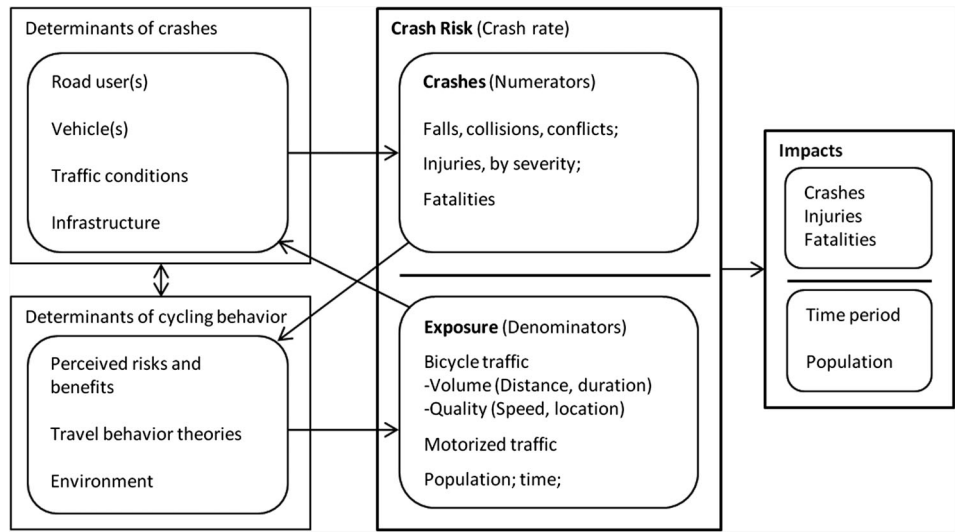 Determinants of crashes
Road user(s)
Vehicle(s)
Traffic conditions
Infrastructure
Determinants of cycling behavior
Perceived risks and
benefits
Travel behavior theories
Environment
Crash Risk (Crash rate)
Crashes (Numerators)
Falls, collisions, conflicts;
Injuries, by severity;
Fatalities
Exposure (Denominators)
Bicycle traffic
-Volume (Distance, duration)
-Quality (Speed, location)
Motorized traffic
Population; time;
Impacts
Crashes
Injuries
Fatalities
Time period
Population